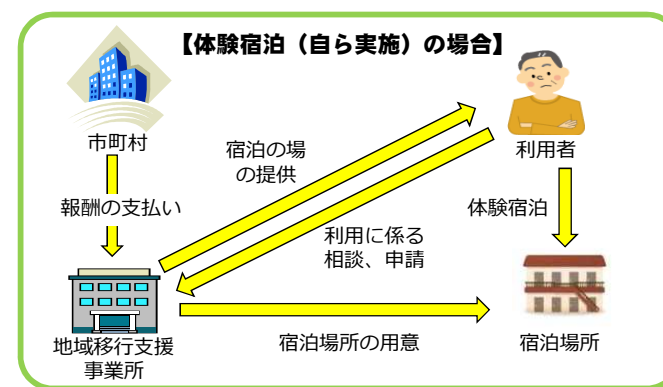 【体験宿泊（自ら実施）の場合】
市町村
利用者
宿泊の場
の提供
報酬の支払い
体験宿泊
利用に係る
相談、申請
地域移行支援
事業所
宿泊場所の用意
宿泊場所